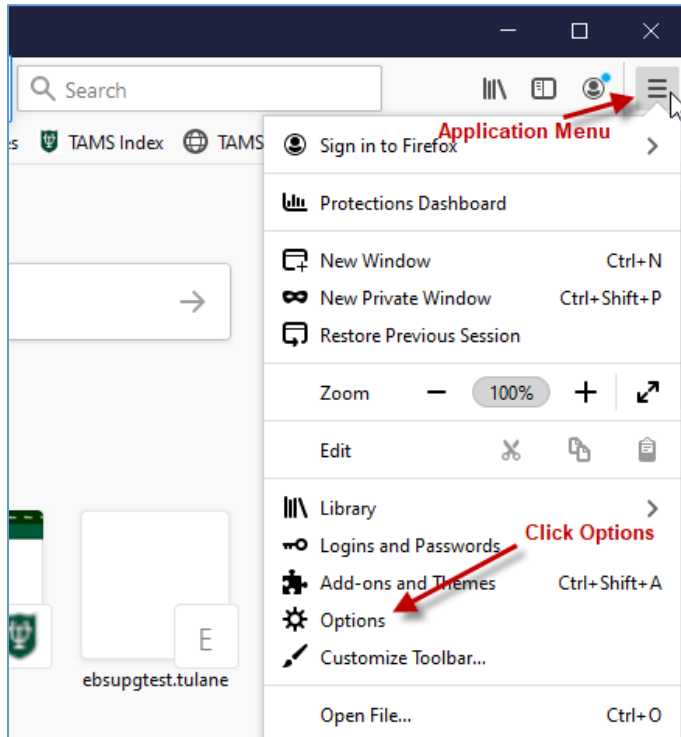 Search
s TAMS Index TAMS
Application Menu
Sign in to Firefox
Protections Dashboard
New Window Ctrl+N
New Private Window Ctrl+Shift+P
Restore Previous Session
Zoom 100%
Edit
Library
Click Options
Logins and Passwords
Add-ons and Themes Ctrl+Shift+A
Options
E
Customize Toolbar...
ebsupgtest.tulane
Open File... Ctrl+O